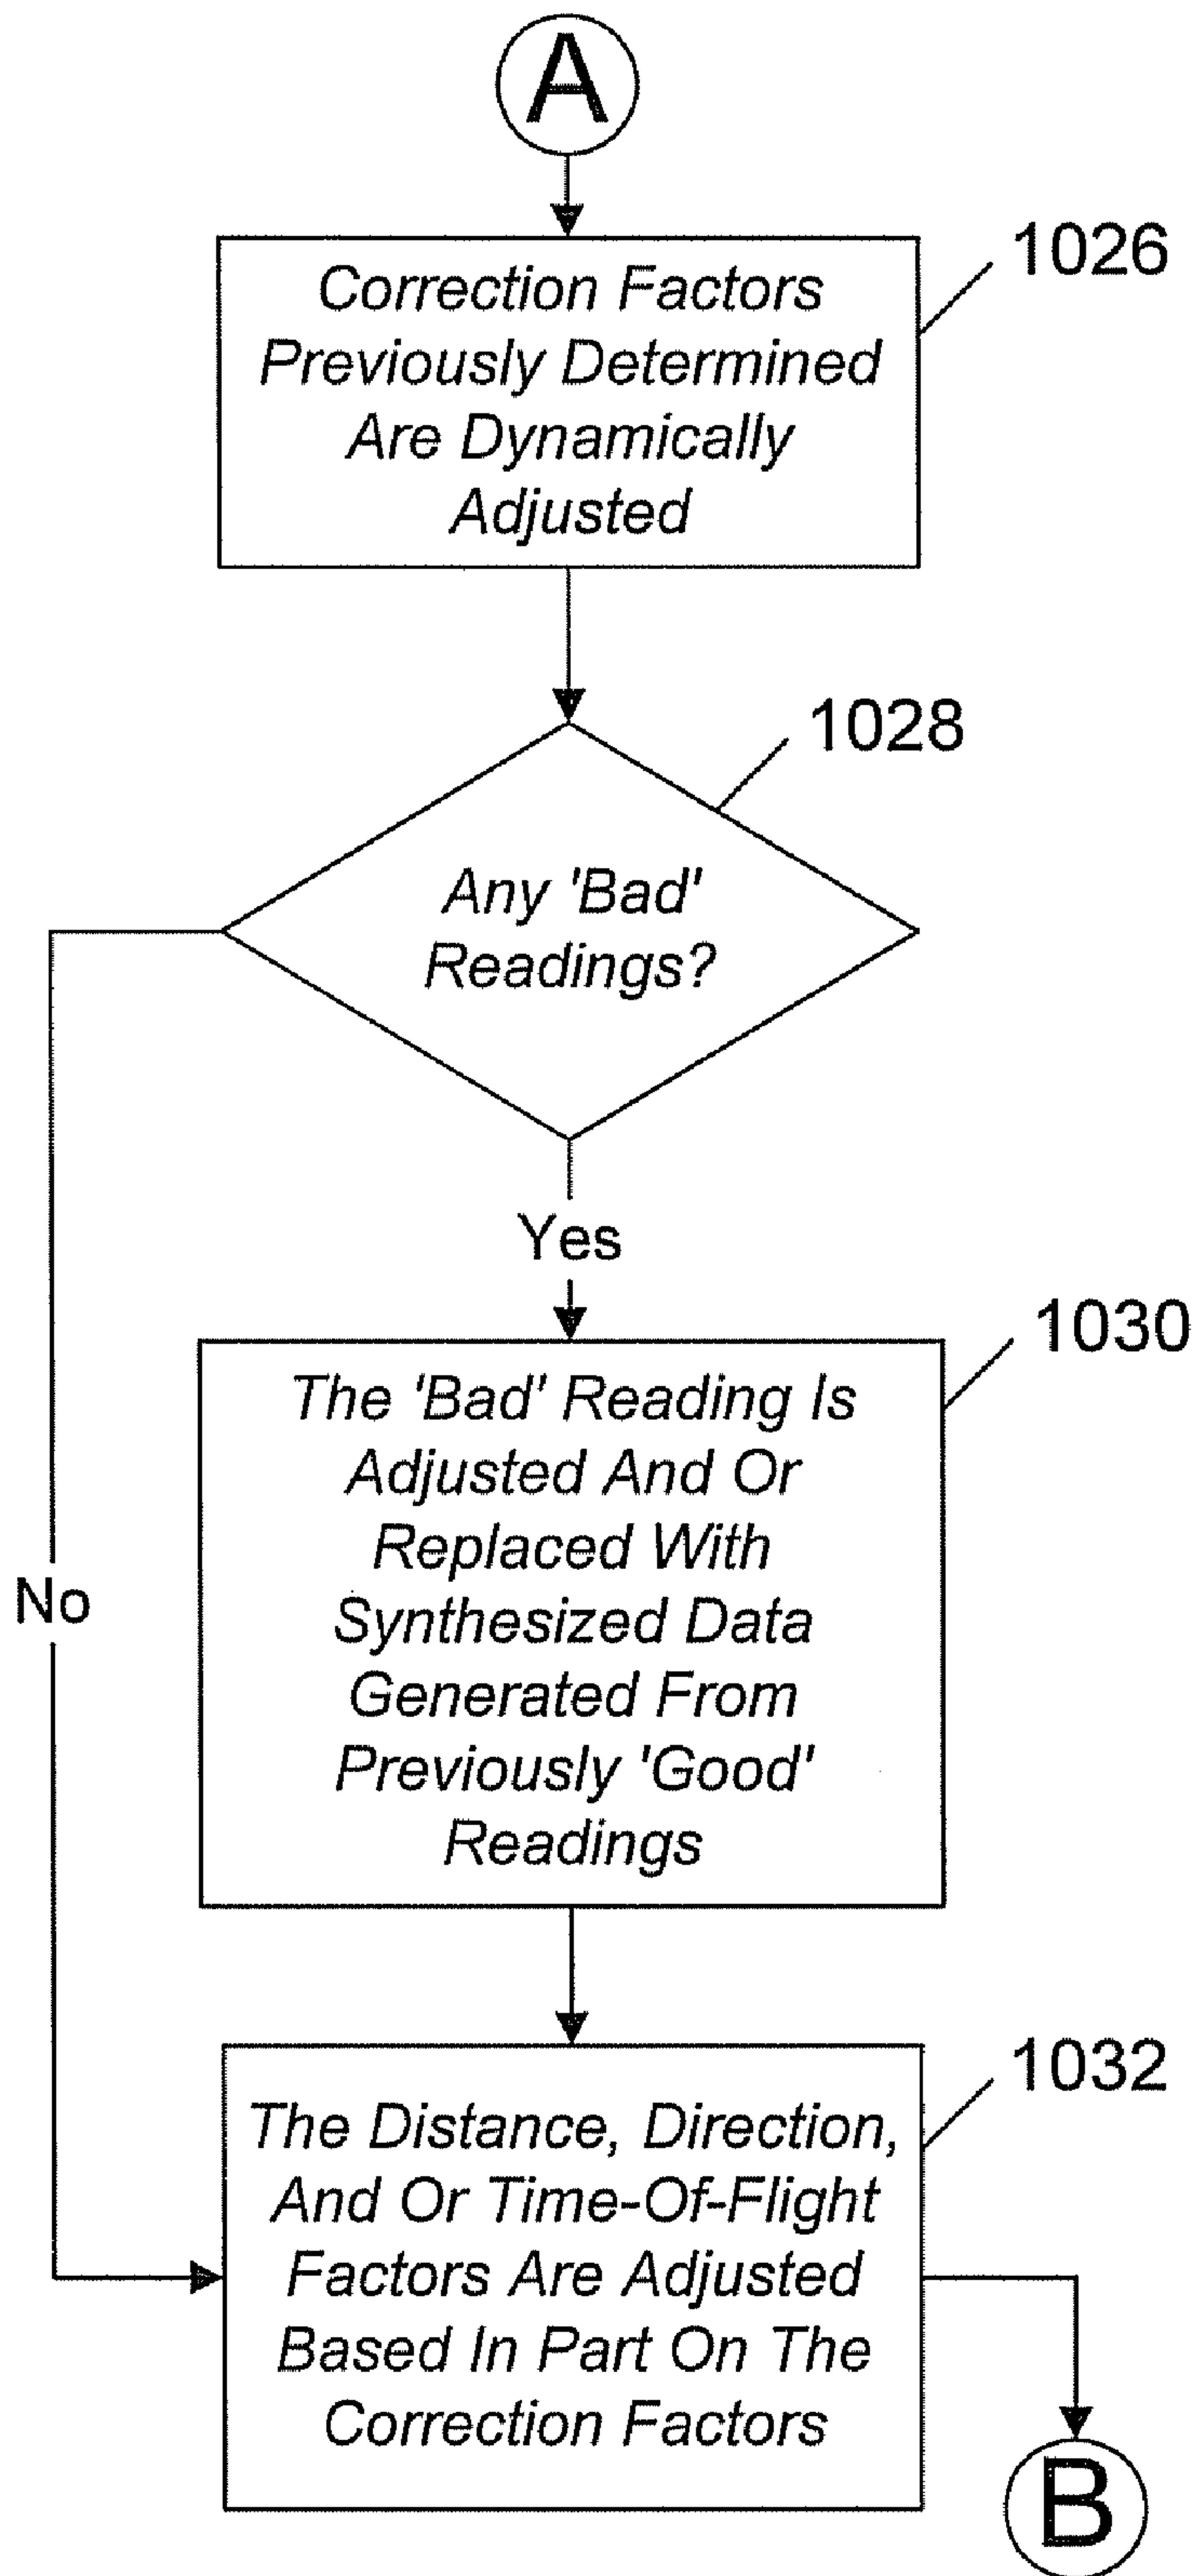 A
1026
Correction Factors
Previously Determined
Are Dynamically
Adjusted
1028
Any 'Bad'
Readings?
Yes
1030
The 'Bad' Reading Is
Adjusted And Or
Replaced With
Synthesized Data
Generated From
Previously 'Good'
Readings
No
1032
The Distance, Direction,
And Or Time-Of-Flight
Factors Are Adjusted
Based In Part On The
Correction Factors
B